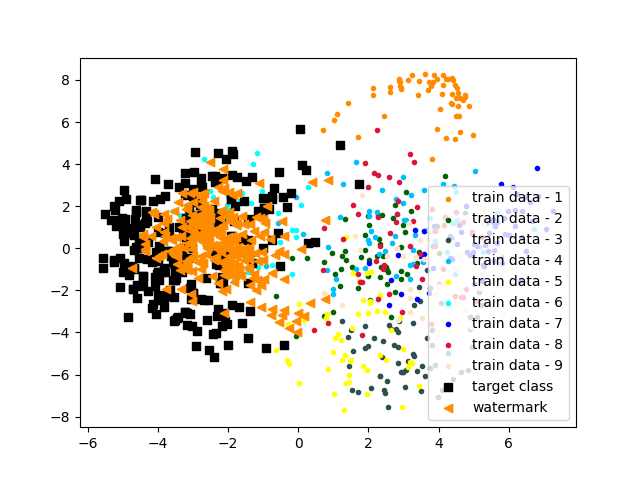 8
6
4
2
0
−2
−4
−6
−8
−6 −4 −2 0 2 4 6
train data - 1
train data - 2
train data - 3
train data - 4
train data - 5
train data - 6
train data - 7
train data - 8
train data - 9
target class
watermark